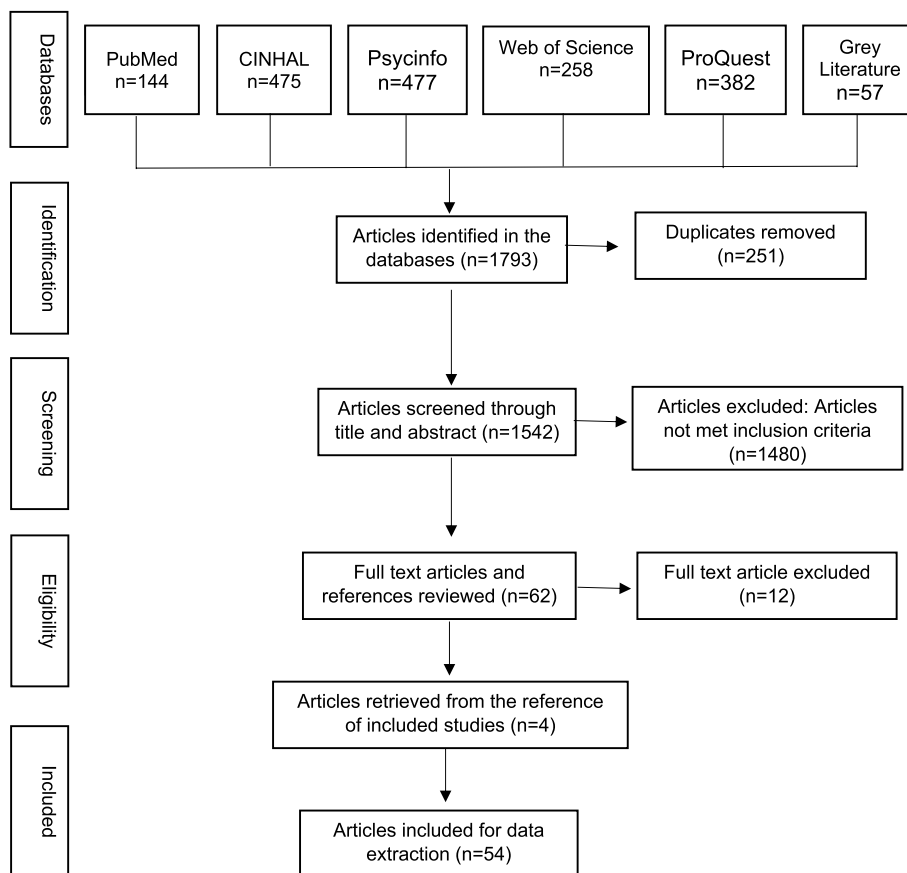 Databases
PubMed
n=144
CINHAL
n=475
Psycinfo
n=477
Web of Science
n=258
ProQuest
n=382
Grey
Literature
n=57
Identification
Articles identified in the
databases (n=1793)
Duplicates removed
(n=251)
Screening
Articles screened through
title and abstract (n=1542)
Articles excluded: Articles
not met inclusion criteria
(n=1480)
Eligibility
Full text articles and
references reviewed (n=62)
Full text article excluded
(n=12)
Articles retrieved from the reference
of included studies (n=4)
Included
Articles included for data
extraction (n=54)